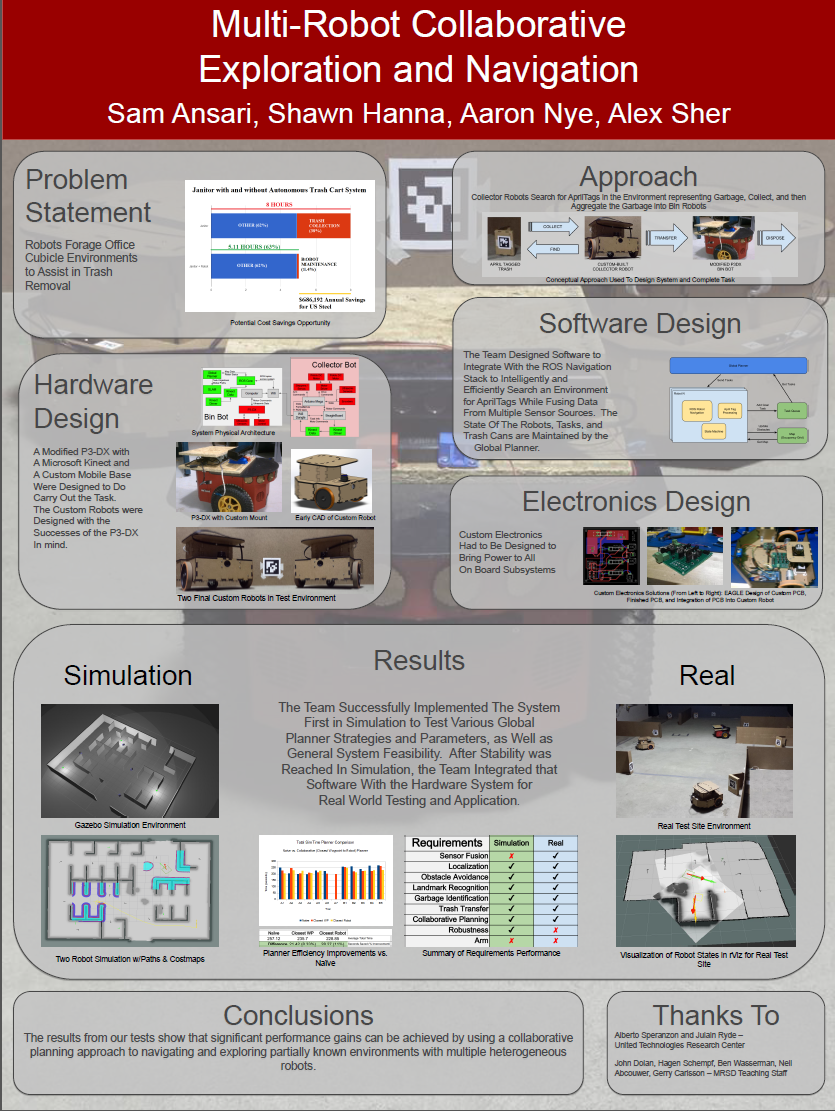 Multi-Robot Collaborative
Exploration and Navigation
Sam Ansari, Shawn Hanna, Aaron Nye, Alex Sher
Problem
Statement
Robots Forage Office
Cubicle Environments
to Assist in Trash
Removal
Janitor with and without Autonomous Trash Cart System
8 HOURS
OTHER (62%)
TRASH
COLLECTION
(38%)
5.11 HOURS (63%)
OTHER (61%)
ROBOT
MAINTENANCE
(1.4%)
$686,192 Annual Savings
for US Steel
Potential Cost Savings Opportunity
Approach
Collector Robots Search for AprilTags in the Environment representing Garbage, Collect, and then
Aggregate the Garbage into Bin Robots
COLLECT
FIND
TRANSFER
DISPOSE
APRIL TAGGED
TRASH
CUSTOM-BUILT
COLLECTOR ROBOT
MODIFIED P3DX
BIN BOT
Conceptual Approach Used To Design System and Complete Task
Software Design
The Team Designed Software to
Integrate With the ROS Navigation
Stack to Intelligently and
Efficiently Search an Environment
for AprilTags While Fusing Data
From Multiple Sensor Sources. The
State Of The Robots, Tasks, and
Trash Cans are Maintained by the
Global Planner.
Hardware
Design
A Modified P3-DX with
A Microsoft Kinect and
A Custom Mobile Base
Were Designed to Do
Carry Out the Task.
The Custom Robots were
Designed with the
Successes of the P3-DX
In mind.
Collector Bot
Bin Bot
System Physical Architecture
P3-DX with Custom Mount
Early CAD of Custom Robot
Two Final Custom Robots in Test Environment
Electronics Design
Custom Electronics
Had to Be Designed to
Bring Power to All
On Board Subsystems
Custom Electronics Solutions (From Left to Right): EAGLE Design of Custom PCB,
Finished PCB, and Integration of PCB into Custom Robot
Results
Simulation
Real
The Team Successfully Implemented The System
First in Simulation to Test Various Global
Planner Strategies and Parameters, as Well as
General System Feasibility. After Stability was
Reached In Simulation, the Team Integrated that
Software With the Hardware System for
Real World Testing and Application.
Gazebo Simulation Environment
Real Test Site Environment
Two Robot Simulation w/Paths & Costmaps
Naïve Closest WP Closest Robot
Planner Efficiency Improvements vs.
Naïve
Requirements Simulation Real
Sensor Fusion ✗ ✓
Localization ✓ ✓
Obstacle Avoidance ✓ ✓
Landmark Recognition ✓ ✓
Garbage Identification ✓ ✓
Trash Transfer ✓ ✓
Collaborative Planning ✓ ✓
Robustness ✓ ✗
Arm ✗ ✗
Summary of Requirements Performance
Visualization of Robot States in rViz for Real Test
Site
Conclusions
The results from our tests show that significant performance gains can be achieved by using a collaborative
planning approach to navigating and exploring partially known environments with multiple heterogeneous
robots.
Thanks To
Alberto Speranzon and Julain Ryde –
United Technologies Research Center
John Dolan, Hagen Schempf, Ben Wasserman, Neil
Abcouwer, Gerry Carlsson – MRSD Teaching Staff